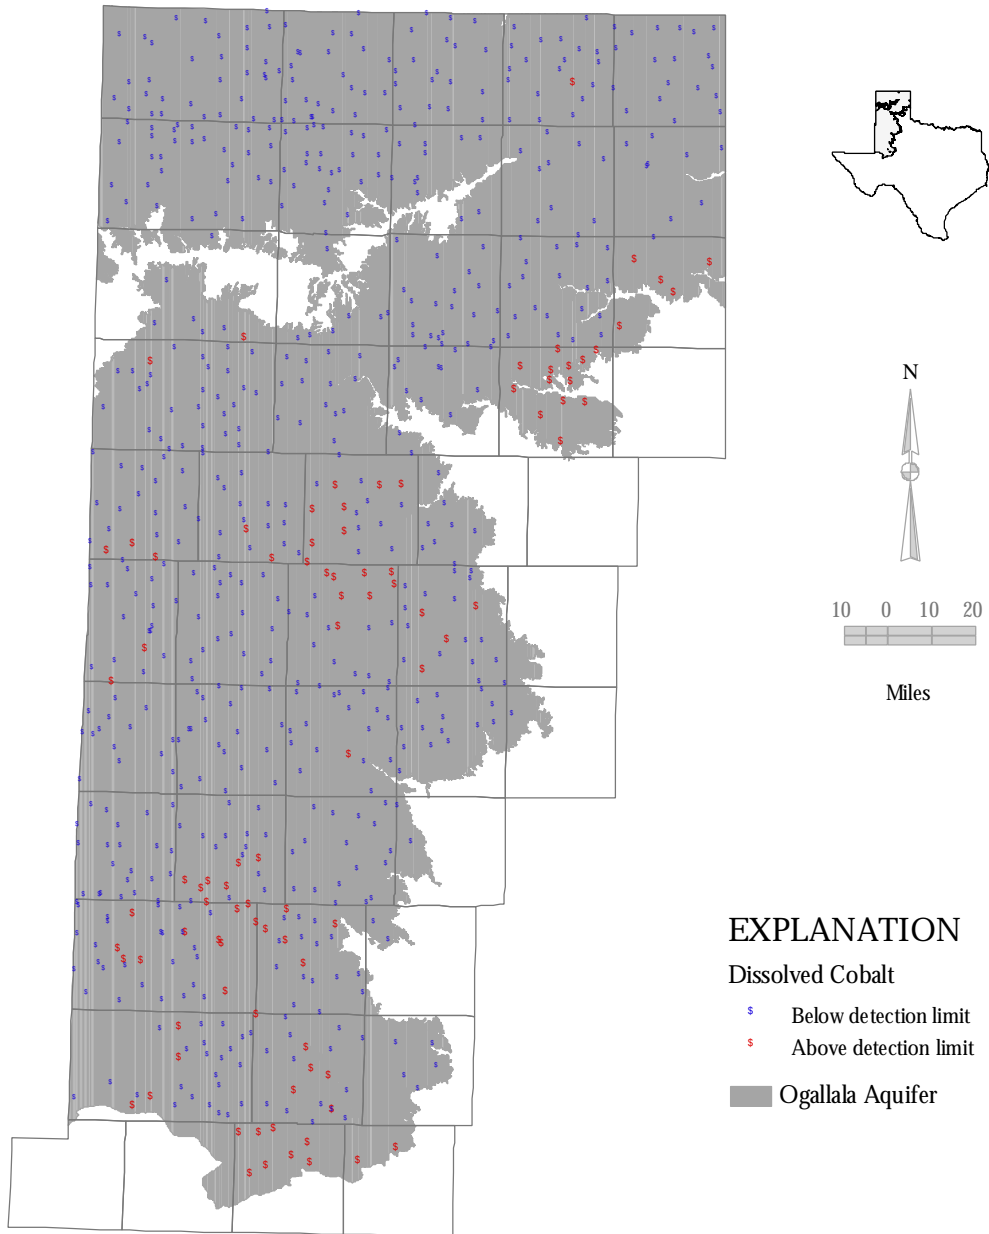 N
10 0 10 20
Miles
EXPLANATION
Dissolved Cobalt
$ Below detection limit
$ Above detection limit
Ogallala Aquifer